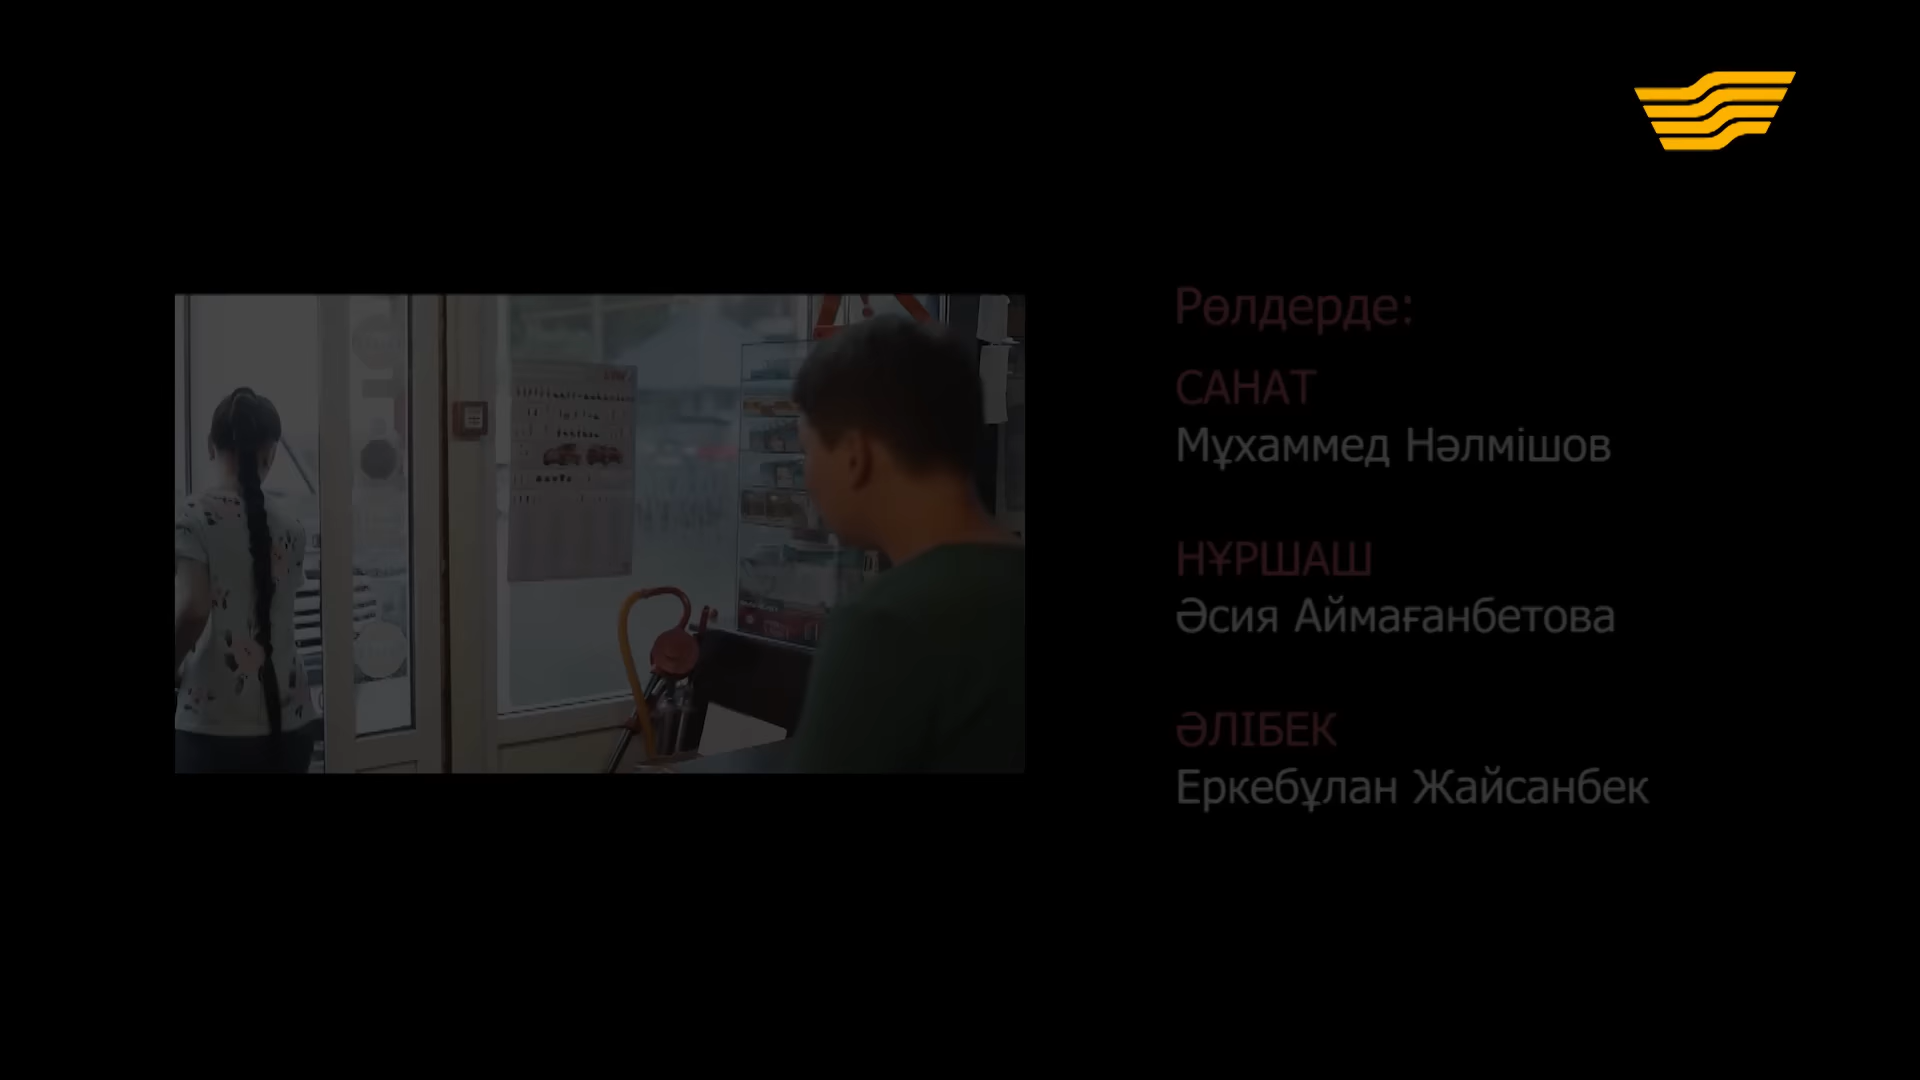 Рөлдерде:
САНАТ
Мұхаммед Нәлмішов
НҰРШАШ
Әсия Аймағанбетова
ӘЛІБЕК
Еркебұлан Жайсанбек